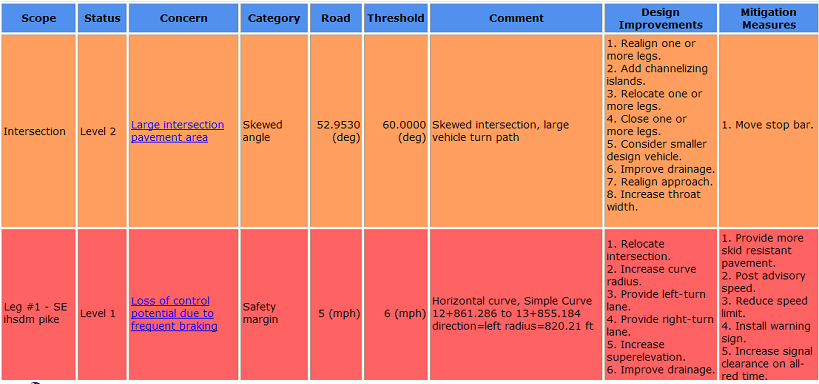 Scope Status Concern Category Road Threshold Comment Design Improvements Mitigation Measures
Intersection
Level 2
Large intersection
pavement area
Skewed
angle
52.9530
(deg)
60.0000
(deg)
Skewed intersection, large
vehicle turn path
1. Realign one or
more legs.
2. Add channelizing
islands.
3. Relocate one or
more legs.
4. Close one or
more legs.
5. Consider smaller
design vehicle.
6. Improve drainage.
7. Realign approach.
8. Increase throat
width.
1. Move stop bar.
Leg #1 - SE
ihsdm pike
Level 1
Loss of control
potential due to
frequent braking
Safety
margin
5 (mph)
6 (mph)
Horizontal curve, Simple Curve
12+861.286 to 13+855.184
direction=left radius=820.21 ft
1. Relocate
intersection.
2. Increase curve
radius.
3. Provide left-turn
lane.
4. Provide right-turn
lane.
5. Increase
superelevation.
6. Improve drainage.
1. Provide more
skid resistant
pavement.
2. Post advisory
speed.
3. Reduce speed
limit.
4. Install warning
sign.
5. Increase signal
clearance on all-
red time.